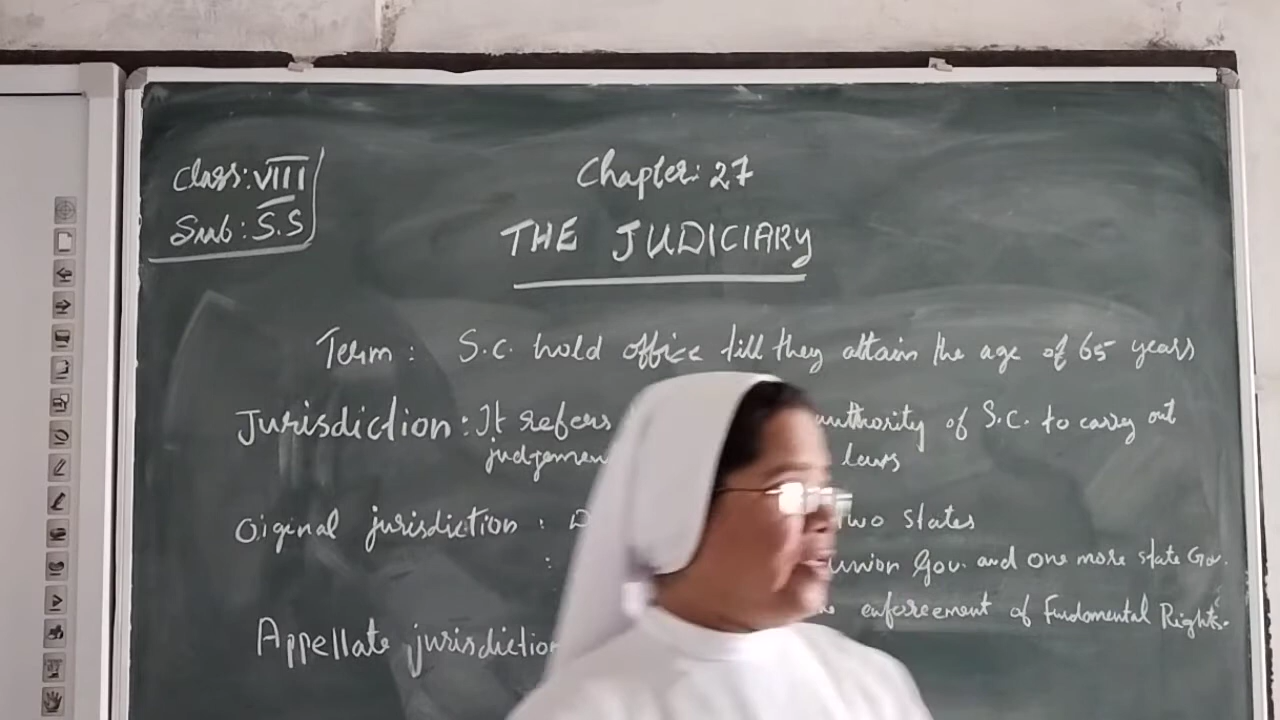 Class: VIII
Sub: S.S
Chapter: 27
THE JUDICIARY
Term: S.C. hold office till they attain the age of 65 years
Jurisdiction: It refers authority of S.C. to carry out
judgemen laws
Oiginal jurisdiction: D two states
: union Gov. and one more state Gov.
enforcement of Fundamental Rights.
Appellate jurisdiction